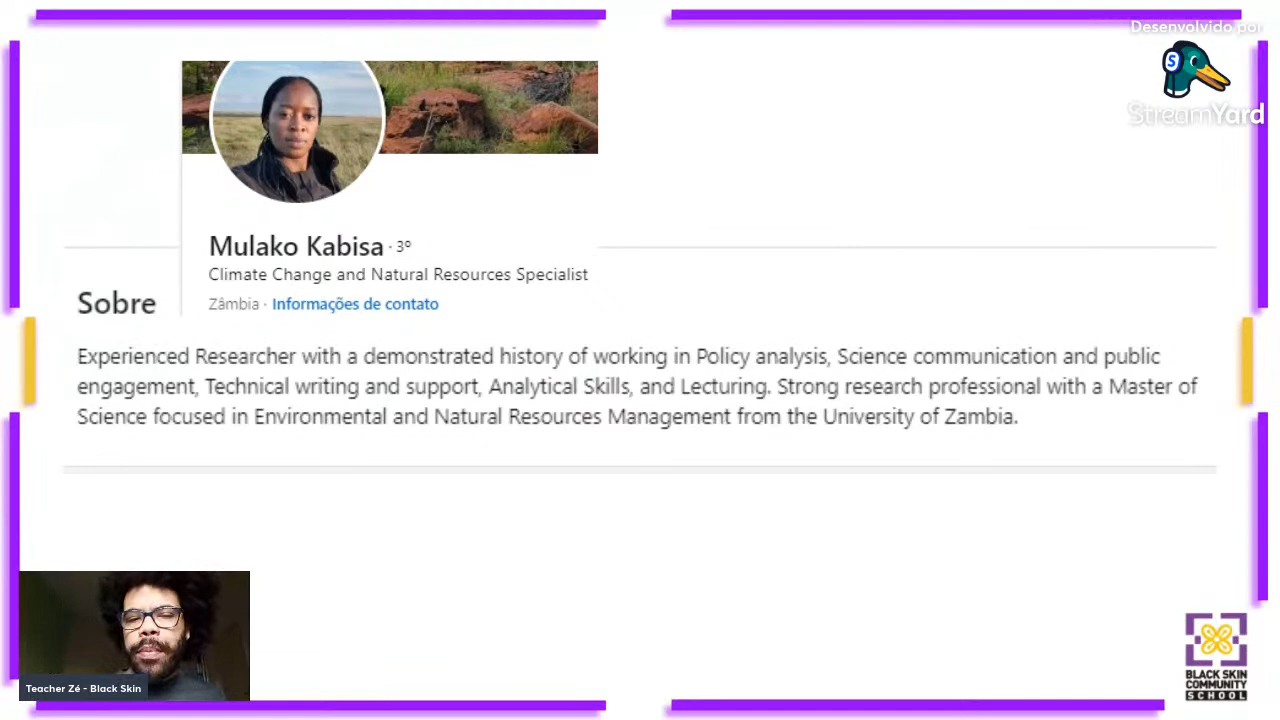 Desenvolvido por
S
StreamYard
Mulako Kabisa · 3º
Climate Change and Natural Resources Specialist
Zâmbia · Informações de contato
Sobre
Experienced Researcher with a demonstrated history of working in Policy analysis, Science communication and public
engagement, Technical writing and support, Analytical Skills, and Lecturing. Strong research professional with a Master of
Science focused in Environmental and Natural Resources Management from the University of Zambia.
Teacher Zé - Black Skin
BLACK SKIN
COMMUNITY
SCHOOL